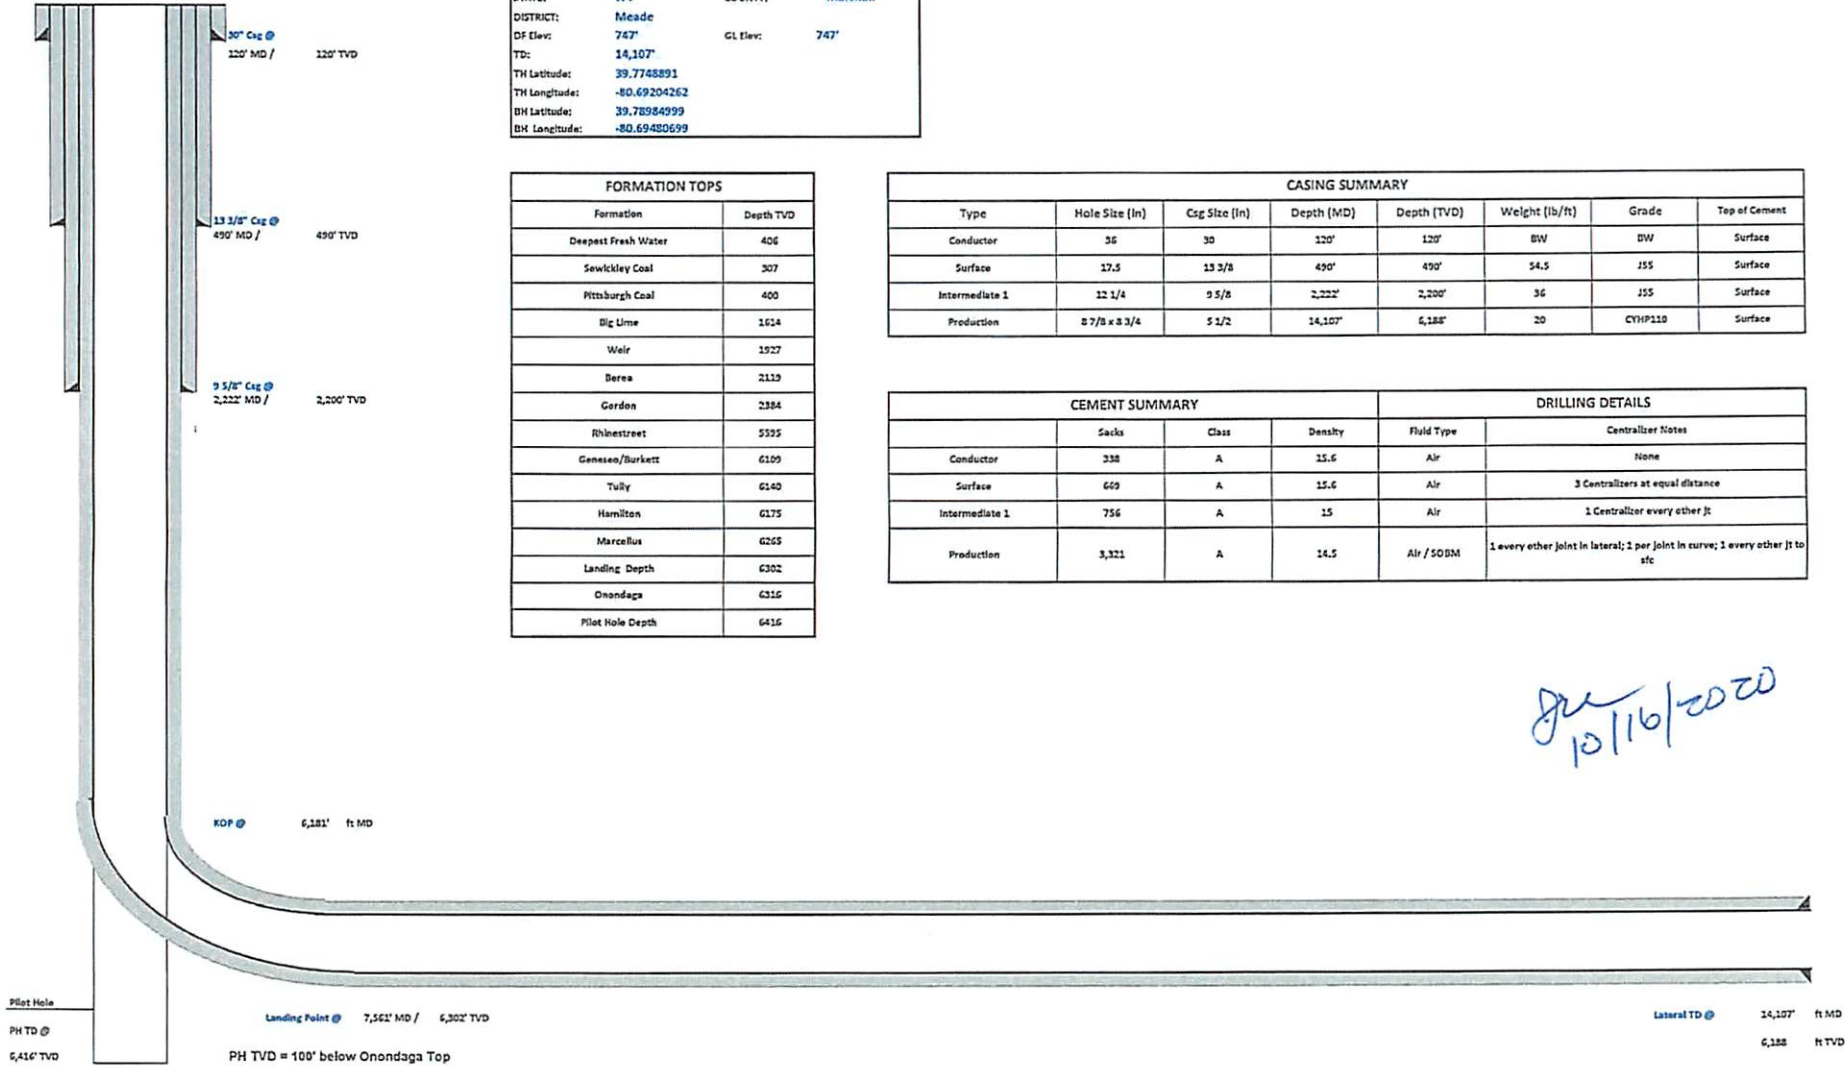 DISTRICT: Meade
DF Elev: 747' GL Elev: 747'
TD: 14,107'
TH Latitude: 39.7748891
TH Longitude: -80.69204262
BH Latitude: 39.78984999
BH Longitude: -80.69480699
30" Csg @
120' MD / 120' TVD
13 3/8" Csg @
490' MD / 490' TVD
9 5/8" Csg @
2,222' MD / 2,200' TVD
KOP @ 6,181' ft MD
FORMATION TOPS
Formation Depth TVD
Deepest Fresh Water 406
Sewickley Coal 307
Pittsburgh Coal 400
Big Lime 1614
Weir 1927
Berea 2119
Gordon 2384
Rhinestreet 5595
Geneseo/Burkett 6109
Tully 6140
Hamilton 6175
Marcellus 6265
Landing Depth 6302
Onondaga 6316
Pilot Hole Depth 6416
CASING SUMMARY
Type Hole Size (in) Csg Size (in) Depth (MD) Depth (TVD) Weight (lb/ft) Grade Top of Cement
Conductor 36 30 120' 120' BW BW Surface
Surface 17.5 13 3/8 490' 490' 54.5 J55 Surface
Intermediate 1 12 1/4 9 5/8 2,222' 2,200' 36 J55 Surface
Production 8 7/8 x 8 3/4 5 1/2 14,107' 6,188' 20 CYHP110 Surface
CEMENT SUMMARY DRILLING DETAILS
Sacks Class Density Fluid Type Centralizer Notes
Conductor 338 A 15.6 Air None
Surface 669 A 15.6 Air 3 Centralizers at equal distance
Intermediate 1 756 A 15 Air 1 Centralizer every other jt
Production 3,321 A 14.5 Air / SOBM 1 every other joint in lateral; 1 per joint in curve; 1 every other jt to
sfc
10/16/2020
Pilot Hole
PH TD @
6,416' TVD
Landing Point @ 7,561' MD / 6,302' TVD
PH TVD = 100' below Onondaga Top
Lateral TD @ 14,107' ft MD
6,188 ft TVD